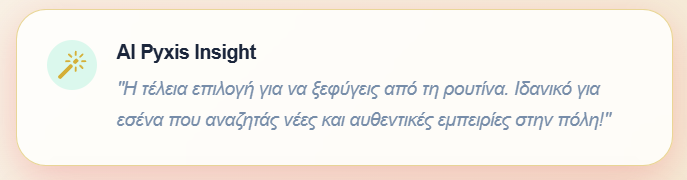 AI Pyxis Insight
"Η τέλεια επιλογή για να ξεφύγεις από τη ρουτίνα. Ιδανικό για
εσένα που αναζητάς νέες και αυθεντικές εμπειρίες στην πόλη!"